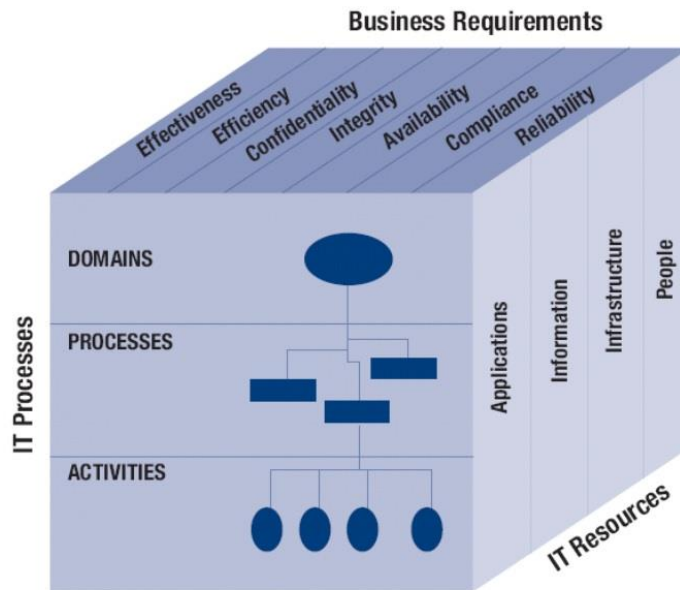 Business Requirements
Effectiveness
Efficiency
Confidentiality
Integrity
Availability
Compliance
Reliability
DOMAINS
PROCESSES
ACTIVITIES
IT Processes
Applications
Information
Infrastructure
People
IT Resources